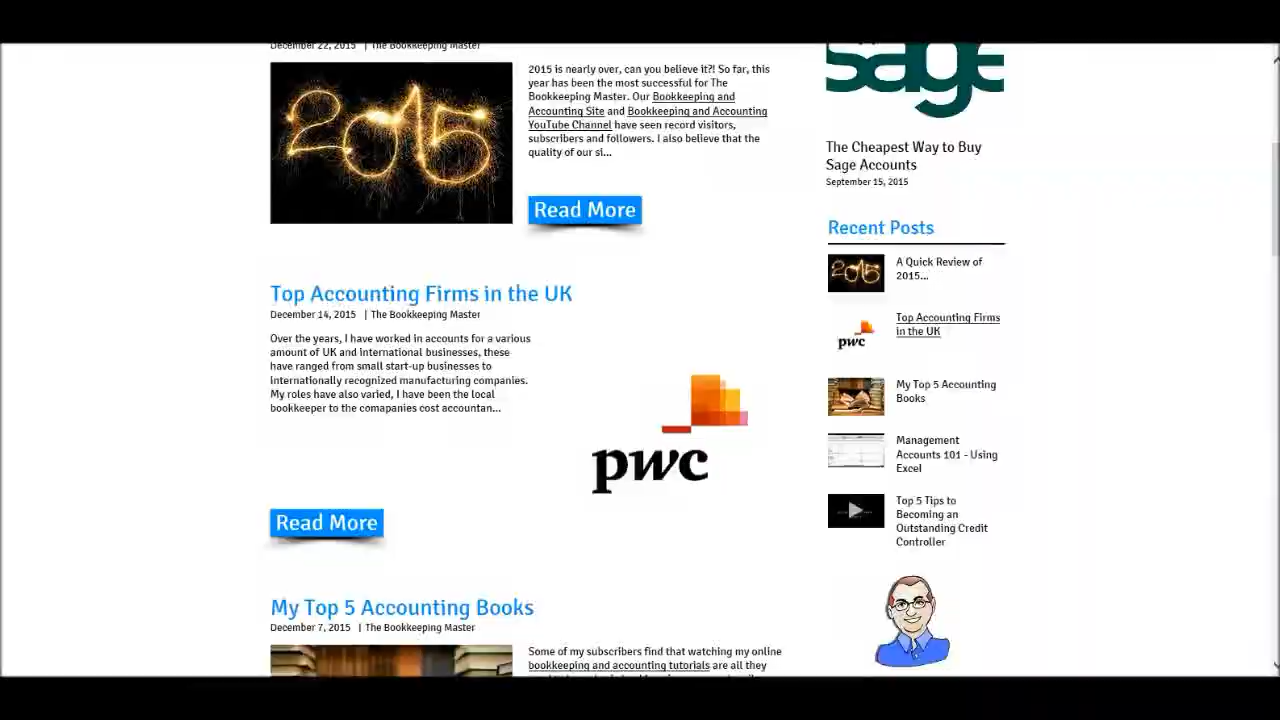 December 22, 2015 | The Bookkeeping Master
2015
2015 is nearly over, can you believe it?! So far, this
year has been the most successful for The
Bookkeeping Master. Our Bookkeeping and
Accounting Site and Bookkeeping and Accounting
YouTube Channel have seen record visitors,
subscribers and followers. I also believe that the
quality of our si...
Read More
Top Accounting Firms in the UK
December 14, 2015 | The Bookkeeping Master
Over the years, I have worked in accounts for a various
amount of UK and international businesses, these
have ranged from small start-up businesses to
internationally recognized manufacturing companies.
My roles have also varied, I have been the local
bookkeeper to the comapanies cost accountan...
pwc
Read More
My Top 5 Accounting Books
December 7, 2015 | The Bookkeeping Master
Some of my subscribers find that watching my online
bookkeeping and accounting tutorials are all they
sage
The Cheapest Way to Buy
Sage Accounts
September 15, 2015
Recent Posts
2015
A Quick Review of
2015...
pwc
Top Accounting Firms
in the UK
My Top 5 Accounting
Books
Management
Accounts 101 - Using
Excel
Top 5 Tips to
Becoming an
Outstanding Credit
Controller